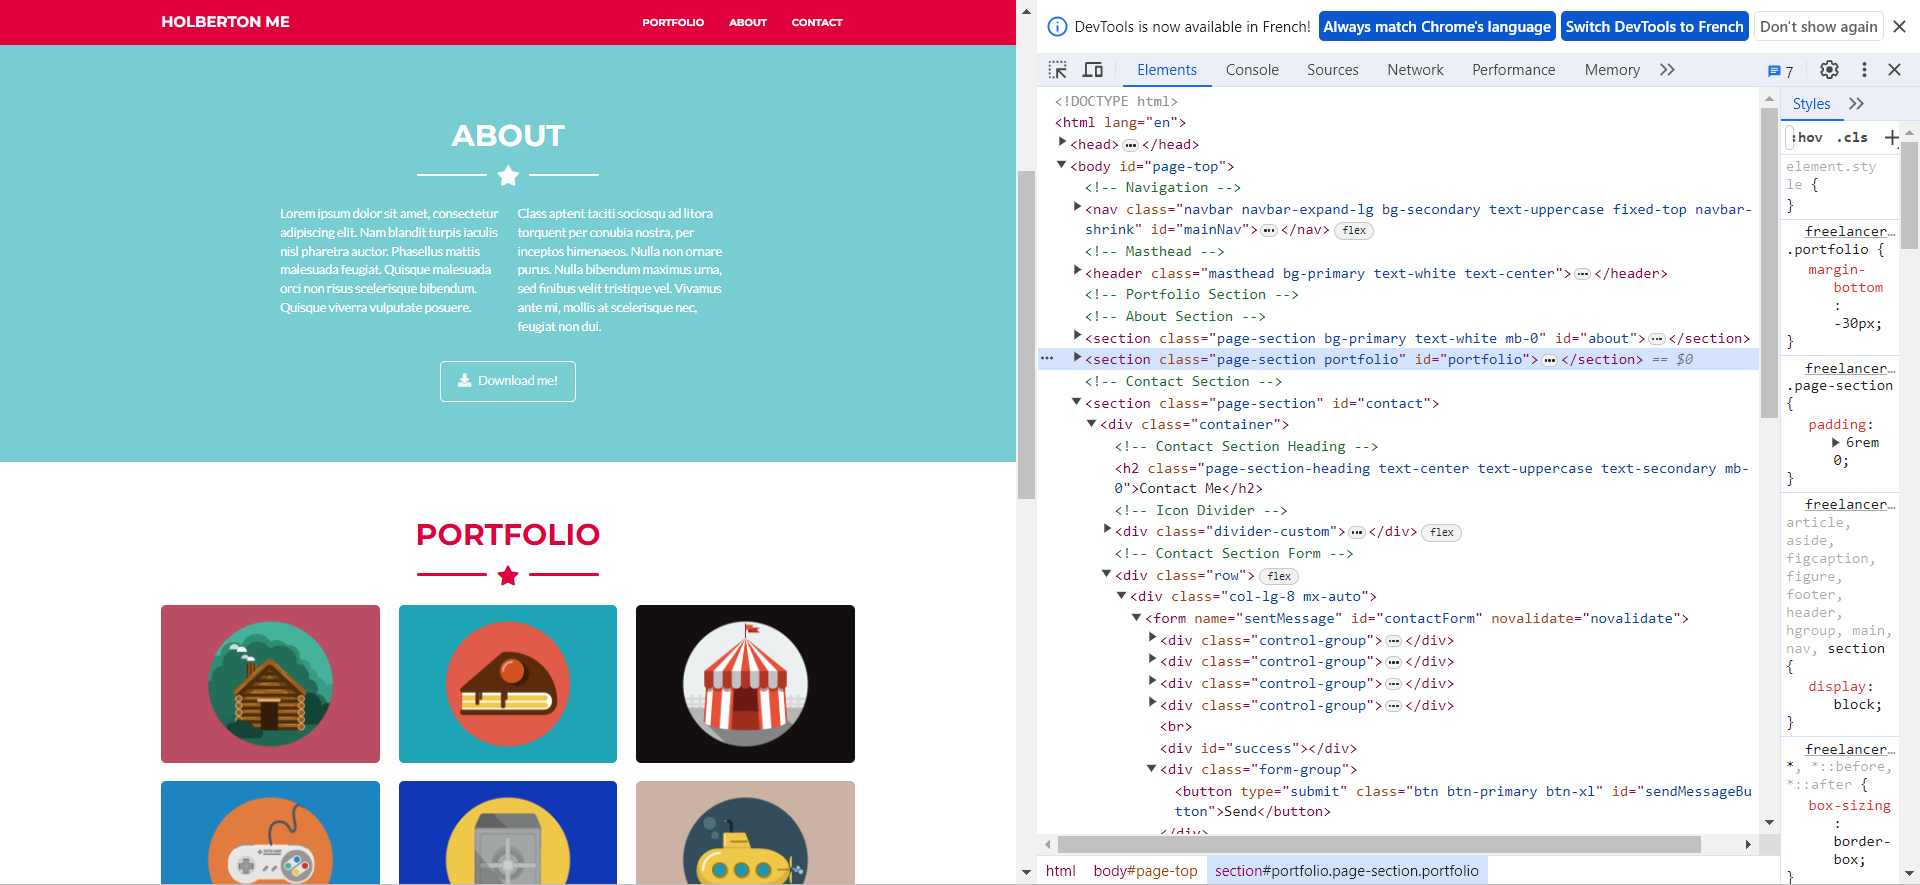 HOLBERTON ME
PORTFOLIO ABOUT CONTACT
ABOUT
Lorem ipsum dolor sit amet, consectetur
adipiscing elit. Nam blandit turpis iaculis
nisl pharetra auctor. Phasellus mattis
malesuada feugiat. Quisque malesuada
orci non risus scelerisque bibendum.
Quisque viverra vulputate posuere.
Class aptent taciti sociosqu ad litora
torquent per conubia nostra, per
inceptos himenaeos. Nulla non ornare
purus. Nulla bibendum maximus urna,
sed finibus velit tristique vel. Vivamus
ante mi, mollis at scelerisque nec,
feugiat non dui.
Download me!
PORTFOLIO
DevTools is now available in French! Always match Chrome's language Switch DevTools to French Don't show again
Elements Console Sources Network Performance Memory 7
<!DOCTYPE html>
<html lang="en">
<head>…</head>
<body id="page-top">
<!-- Navigation -->
<nav class="navbar navbar-expand-lg bg-secondary text-uppercase fixed-top navbar-
shrink" id="mainNav">…</nav> flex
<!-- Masthead -->
<header class="masthead bg-primary text-white text-center">…</header>
<!-- Portfolio Section -->
<!-- About Section -->
<section class="page-section bg-primary text-white mb-0" id="about">…</section>
<section class="page-section portfolio" id="portfolio">…</section> == $0
<!-- Contact Section -->
<section class="page-section" id="contact">
<div class="container">
<!-- Contact Section Heading -->
<h2 class="page-section-heading text-center text-uppercase text-secondary mb-
0">Contact Me</h2>
<!-- Icon Divider -->
<div class="divider-custom">…</div> flex
<!-- Contact Section Form -->
<div class="row"> flex
<div class="col-lg-8 mx-auto">
<form name="sentMessage" id="contactForm" novalidate="novalidate">
<div class="control-group">…</div>
<div class="control-group">…</div>
<div class="control-group">…</div>
<div class="control-group">…</div>
<br>
<div id="success"></div>
<div class="form-group">
<button type="submit" class="btn btn-primary btn-xl" id="sendMessageBu
tton">Send</button>
</div>
html body#page-top section#portfolio.page-section.portfolio
Styles
:hov .cls
element.sty
le {
}
freelancer…
.portfolio {
margin-
bottom
:
-30px;
}
freelancer…
.page-section
{
padding:
6rem
0;
}
freelancer…
article,
aside,
figcaption,
figure,
footer,
header,
hgroup, main,
nav, section
{
display:
block;
}
freelancer…
*, *::before,
*::after {
box-sizing
:
border-
box;
}